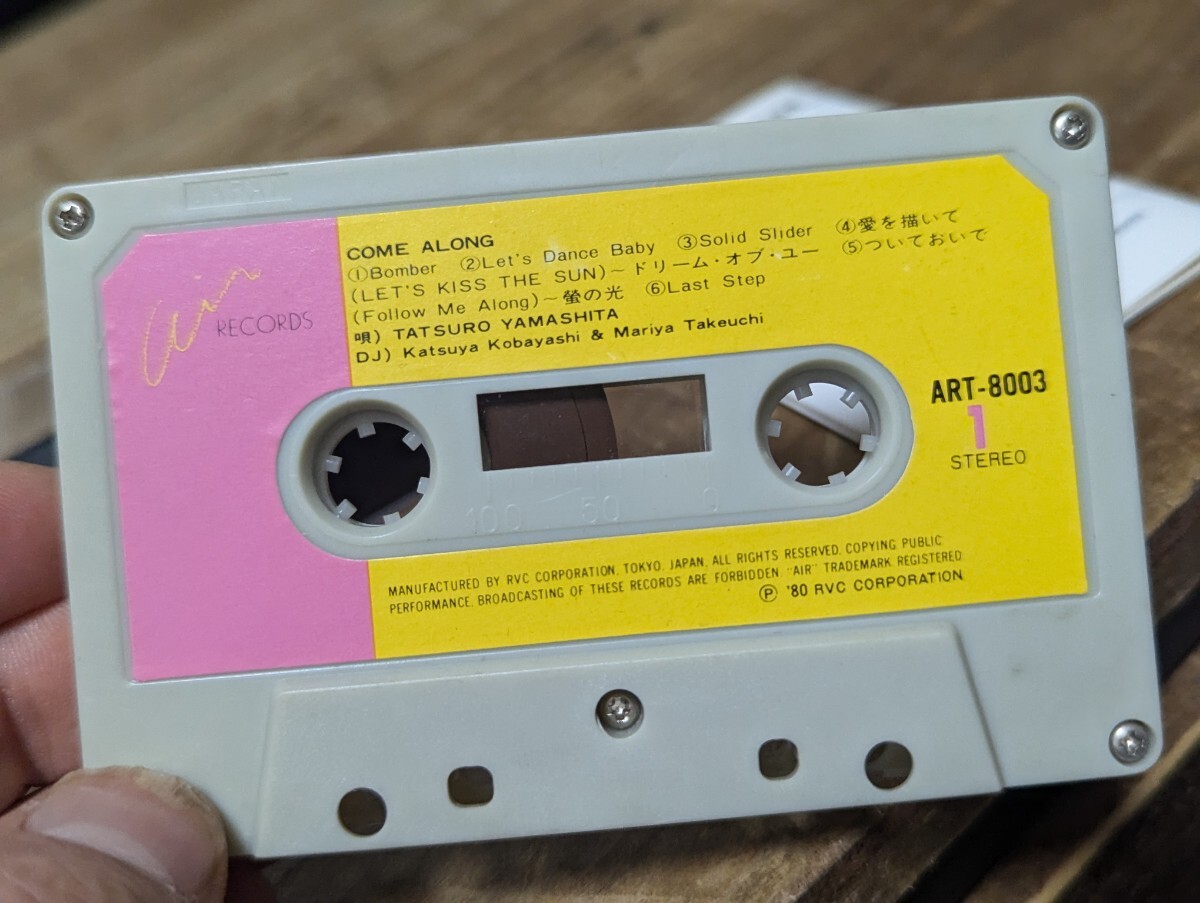 Air
RECORDS
COME ALONG
①Bomber ②Let's Dance Baby ③Solid Slider ④愛を描いて
(LET'S KISS THE SUN)～ドリーム・オブ・ユー ⑤ついておいで
(Follow Me Along)～螢の光 ⑥Last Step
唄) TATSURO YAMASHITA
DJ) Katsuya Kobayashi & Mariya Takeuchi
ART-8003
1
STEREO
100 50 0
MANUFACTURED BY RVC CORPORATION, TOKYO, JAPAN. ALL RIGHTS RESERVED. COPYING PUBLIC
PERFORMANCE. BROADCASTING OF THESE RECORDS ARE FORBIDDEN. "AIR" TRADEMARK REGISTERED.
Ⓟ '80 RVC CORPORATION